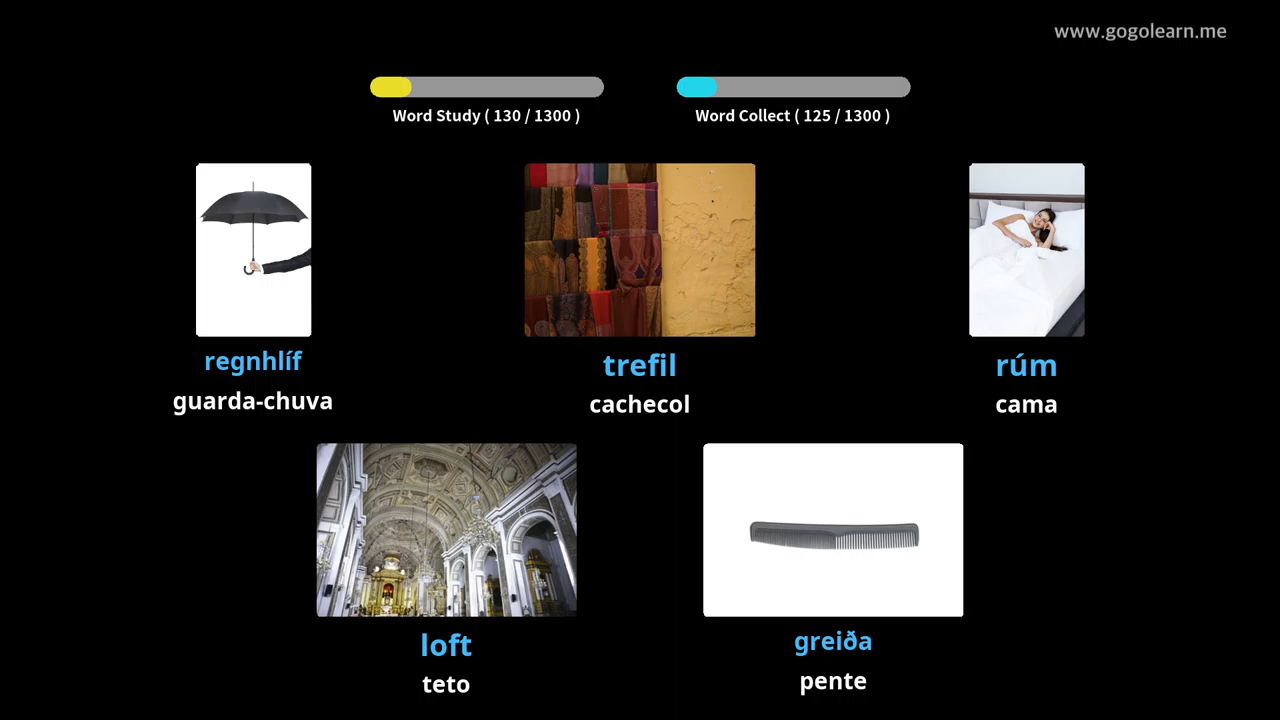 www.gogolearn.me
Word Study ( 130 / 1300 )
Word Collect ( 125 / 1300 )
regnhlíf
guarda-chuva
trefil
cachecol
rúm
cama
loft
teto
greiða
pente